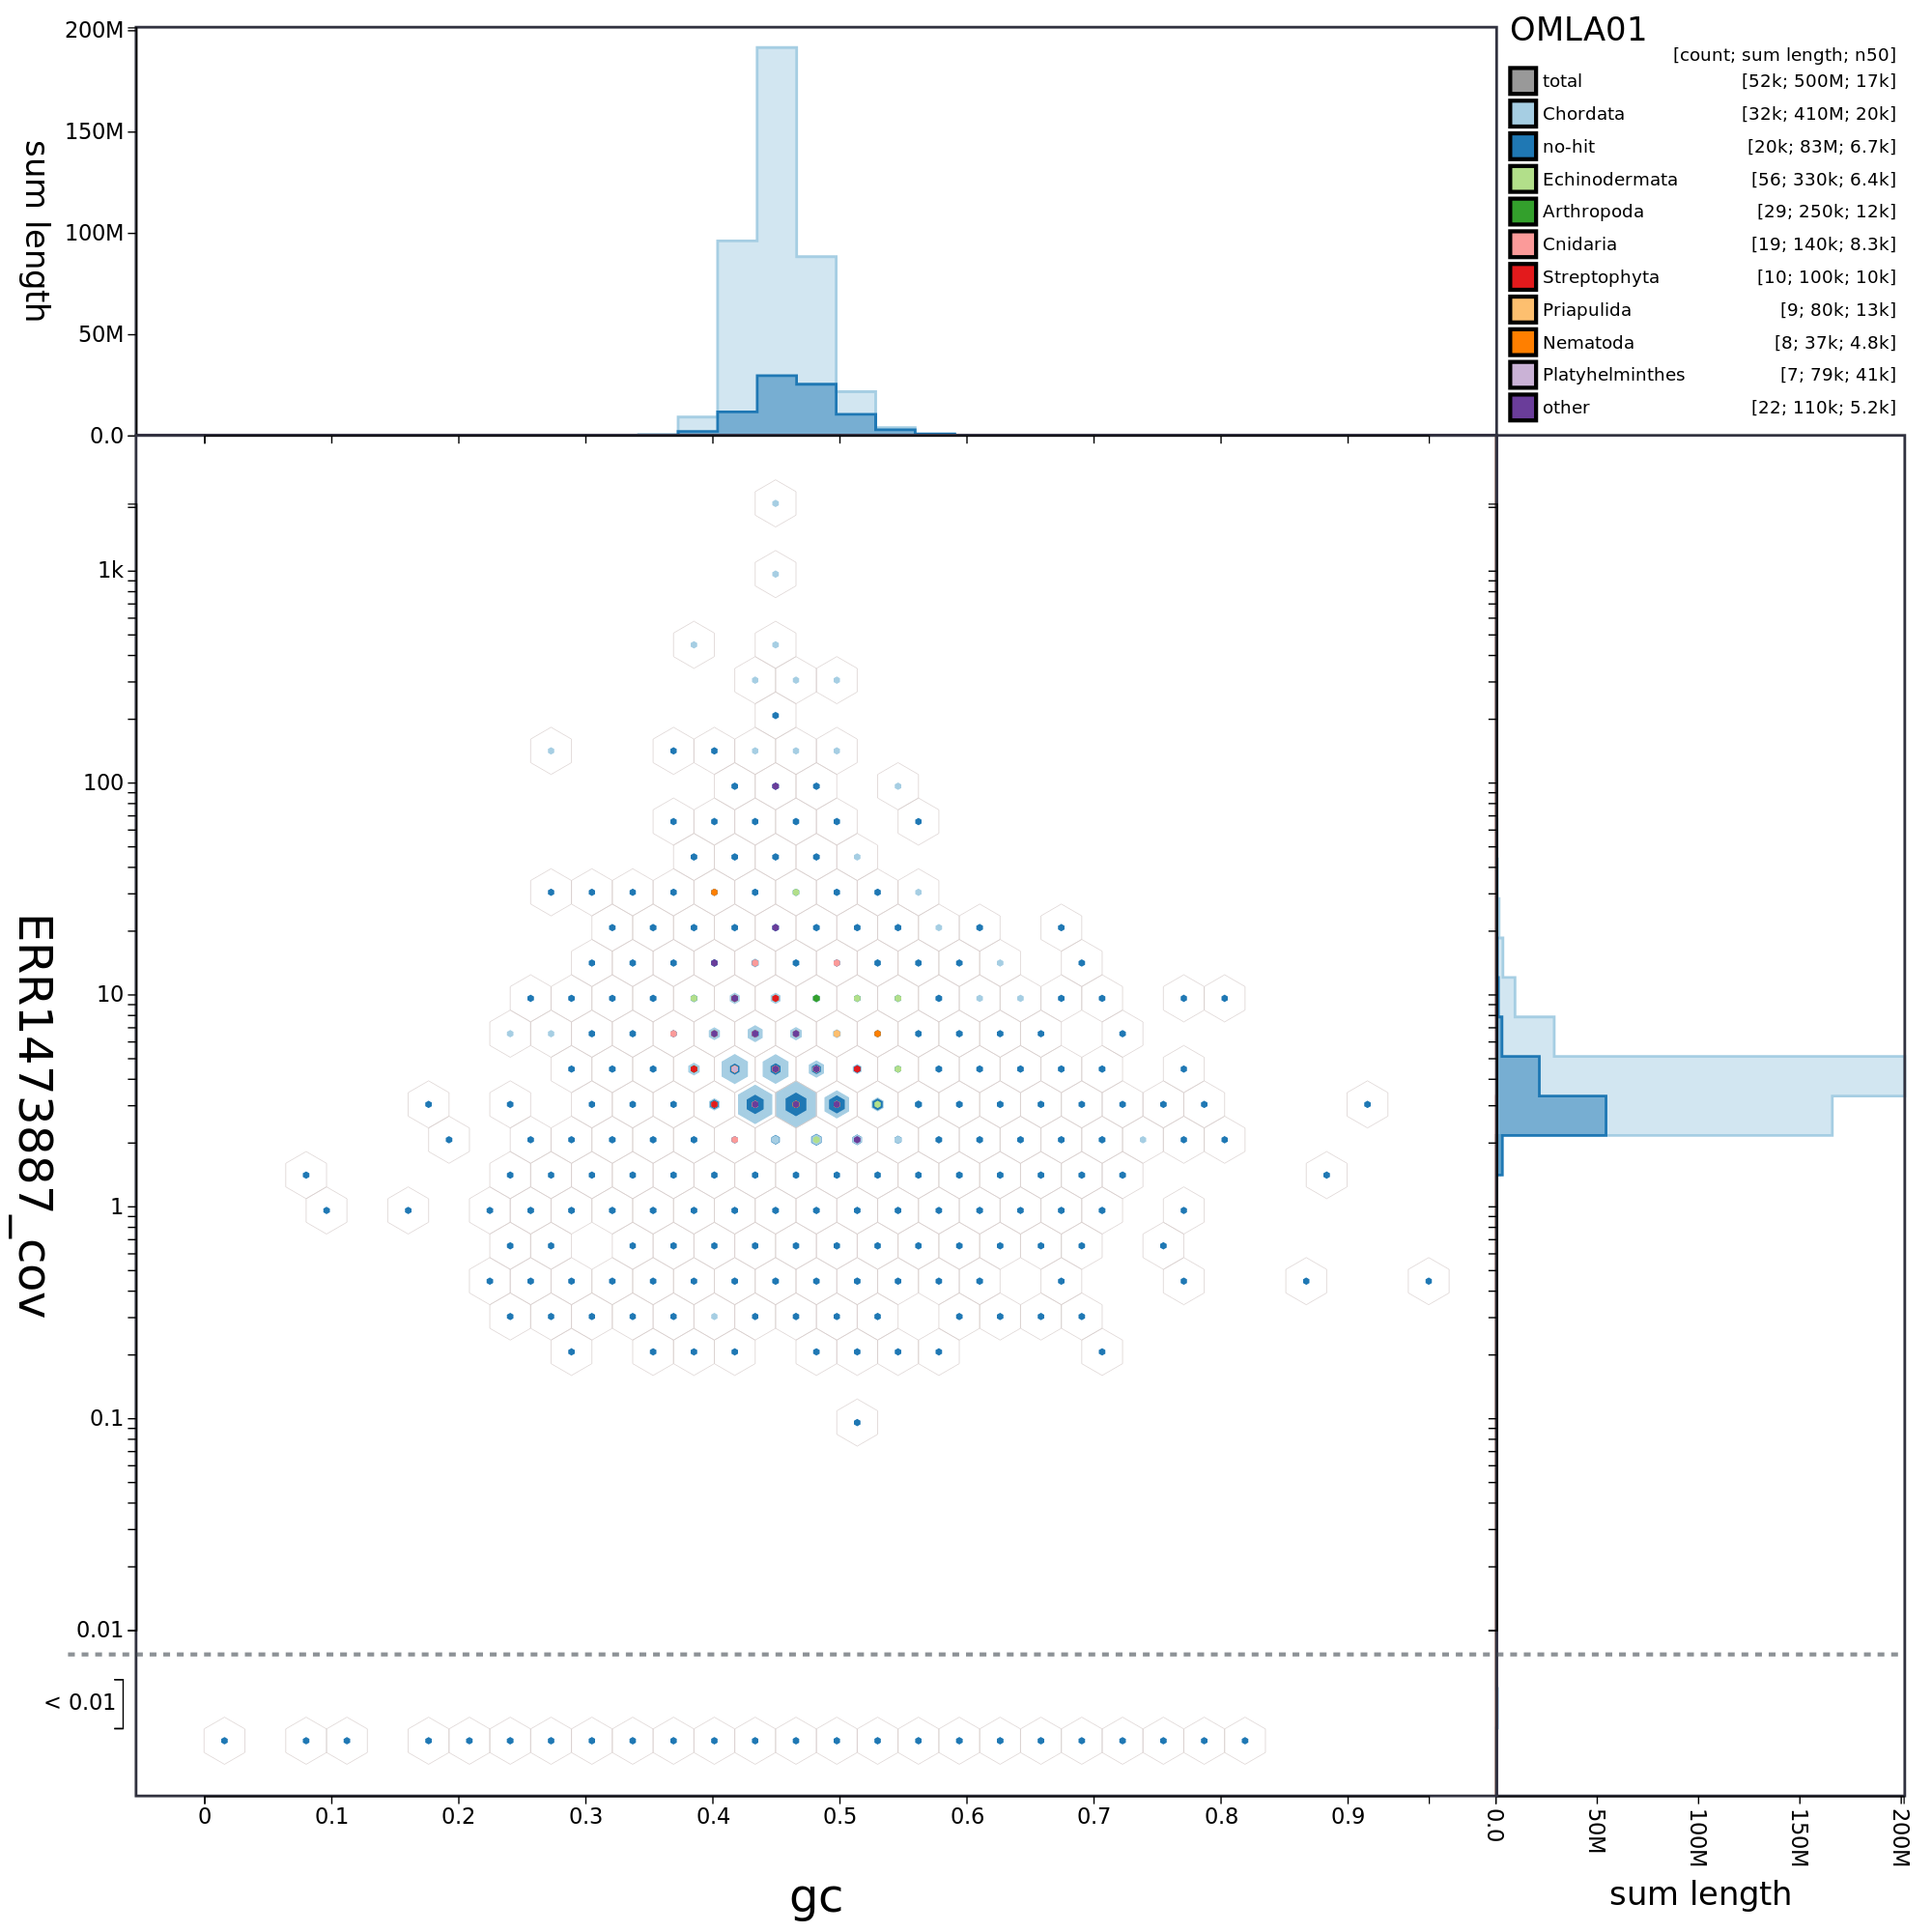 OMLA01
[count; sum length; n50]
total [52k; 500M; 17k]
Chordata [32k; 410M; 20k]
no-hit [20k; 83M; 6.7k]
Echinodermata [56; 330k; 6.4k]
Arthropoda [29; 250k; 12k]
Cnidaria [19; 140k; 8.3k]
Streptophyta [10; 100k; 10k]
Priapulida [9; 80k; 13k]
Nematoda [8; 37k; 4.8k]
Platyhelminthes [7; 79k; 41k]
other [22; 110k; 5.2k]
200M
150M
100M
50M
0.0
sum length
1k
100
10
1
0.1
0.01
< 0.01
ERR1473887_cov
0 0.1 0.2 0.3 0.4 0.5 0.6 0.7 0.8 0.9
gc
0.0 50M 100M 150M 200M
sum length